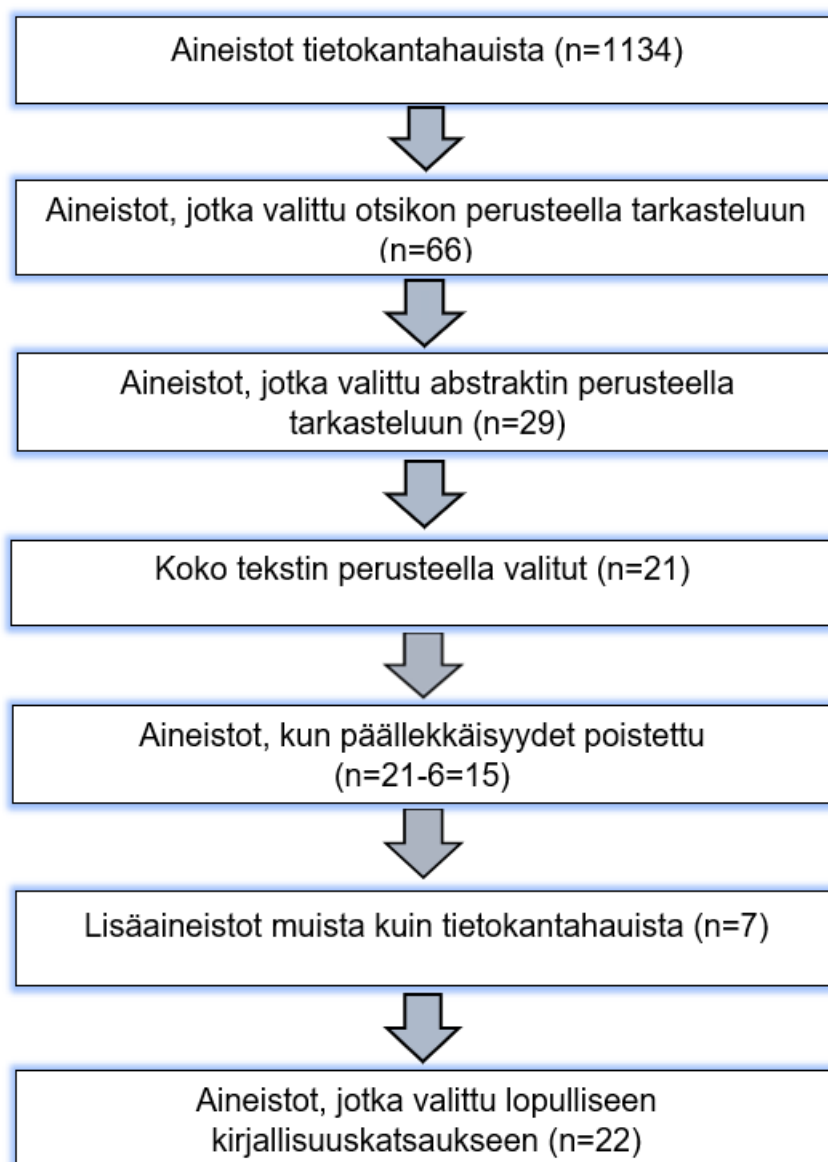 Aineistot tietokantahauista (n=1134)
Aineistot, jotka valittu otsikon perusteella tarkasteluun
(n=66)
Aineistot, jotka valittu abstraktin perusteella
tarkasteluun (n=29)
Koko tekstin perusteella valitut (n=21)
Aineistot, kun päällekkäisyydet poistettu
(n=21-6=15)
Lisäaineistot muista kuin tietokantahauista (n=7)
Aineistot, jotka valittu lopulliseen
kirjallisuuskatsaukseen (n=22)